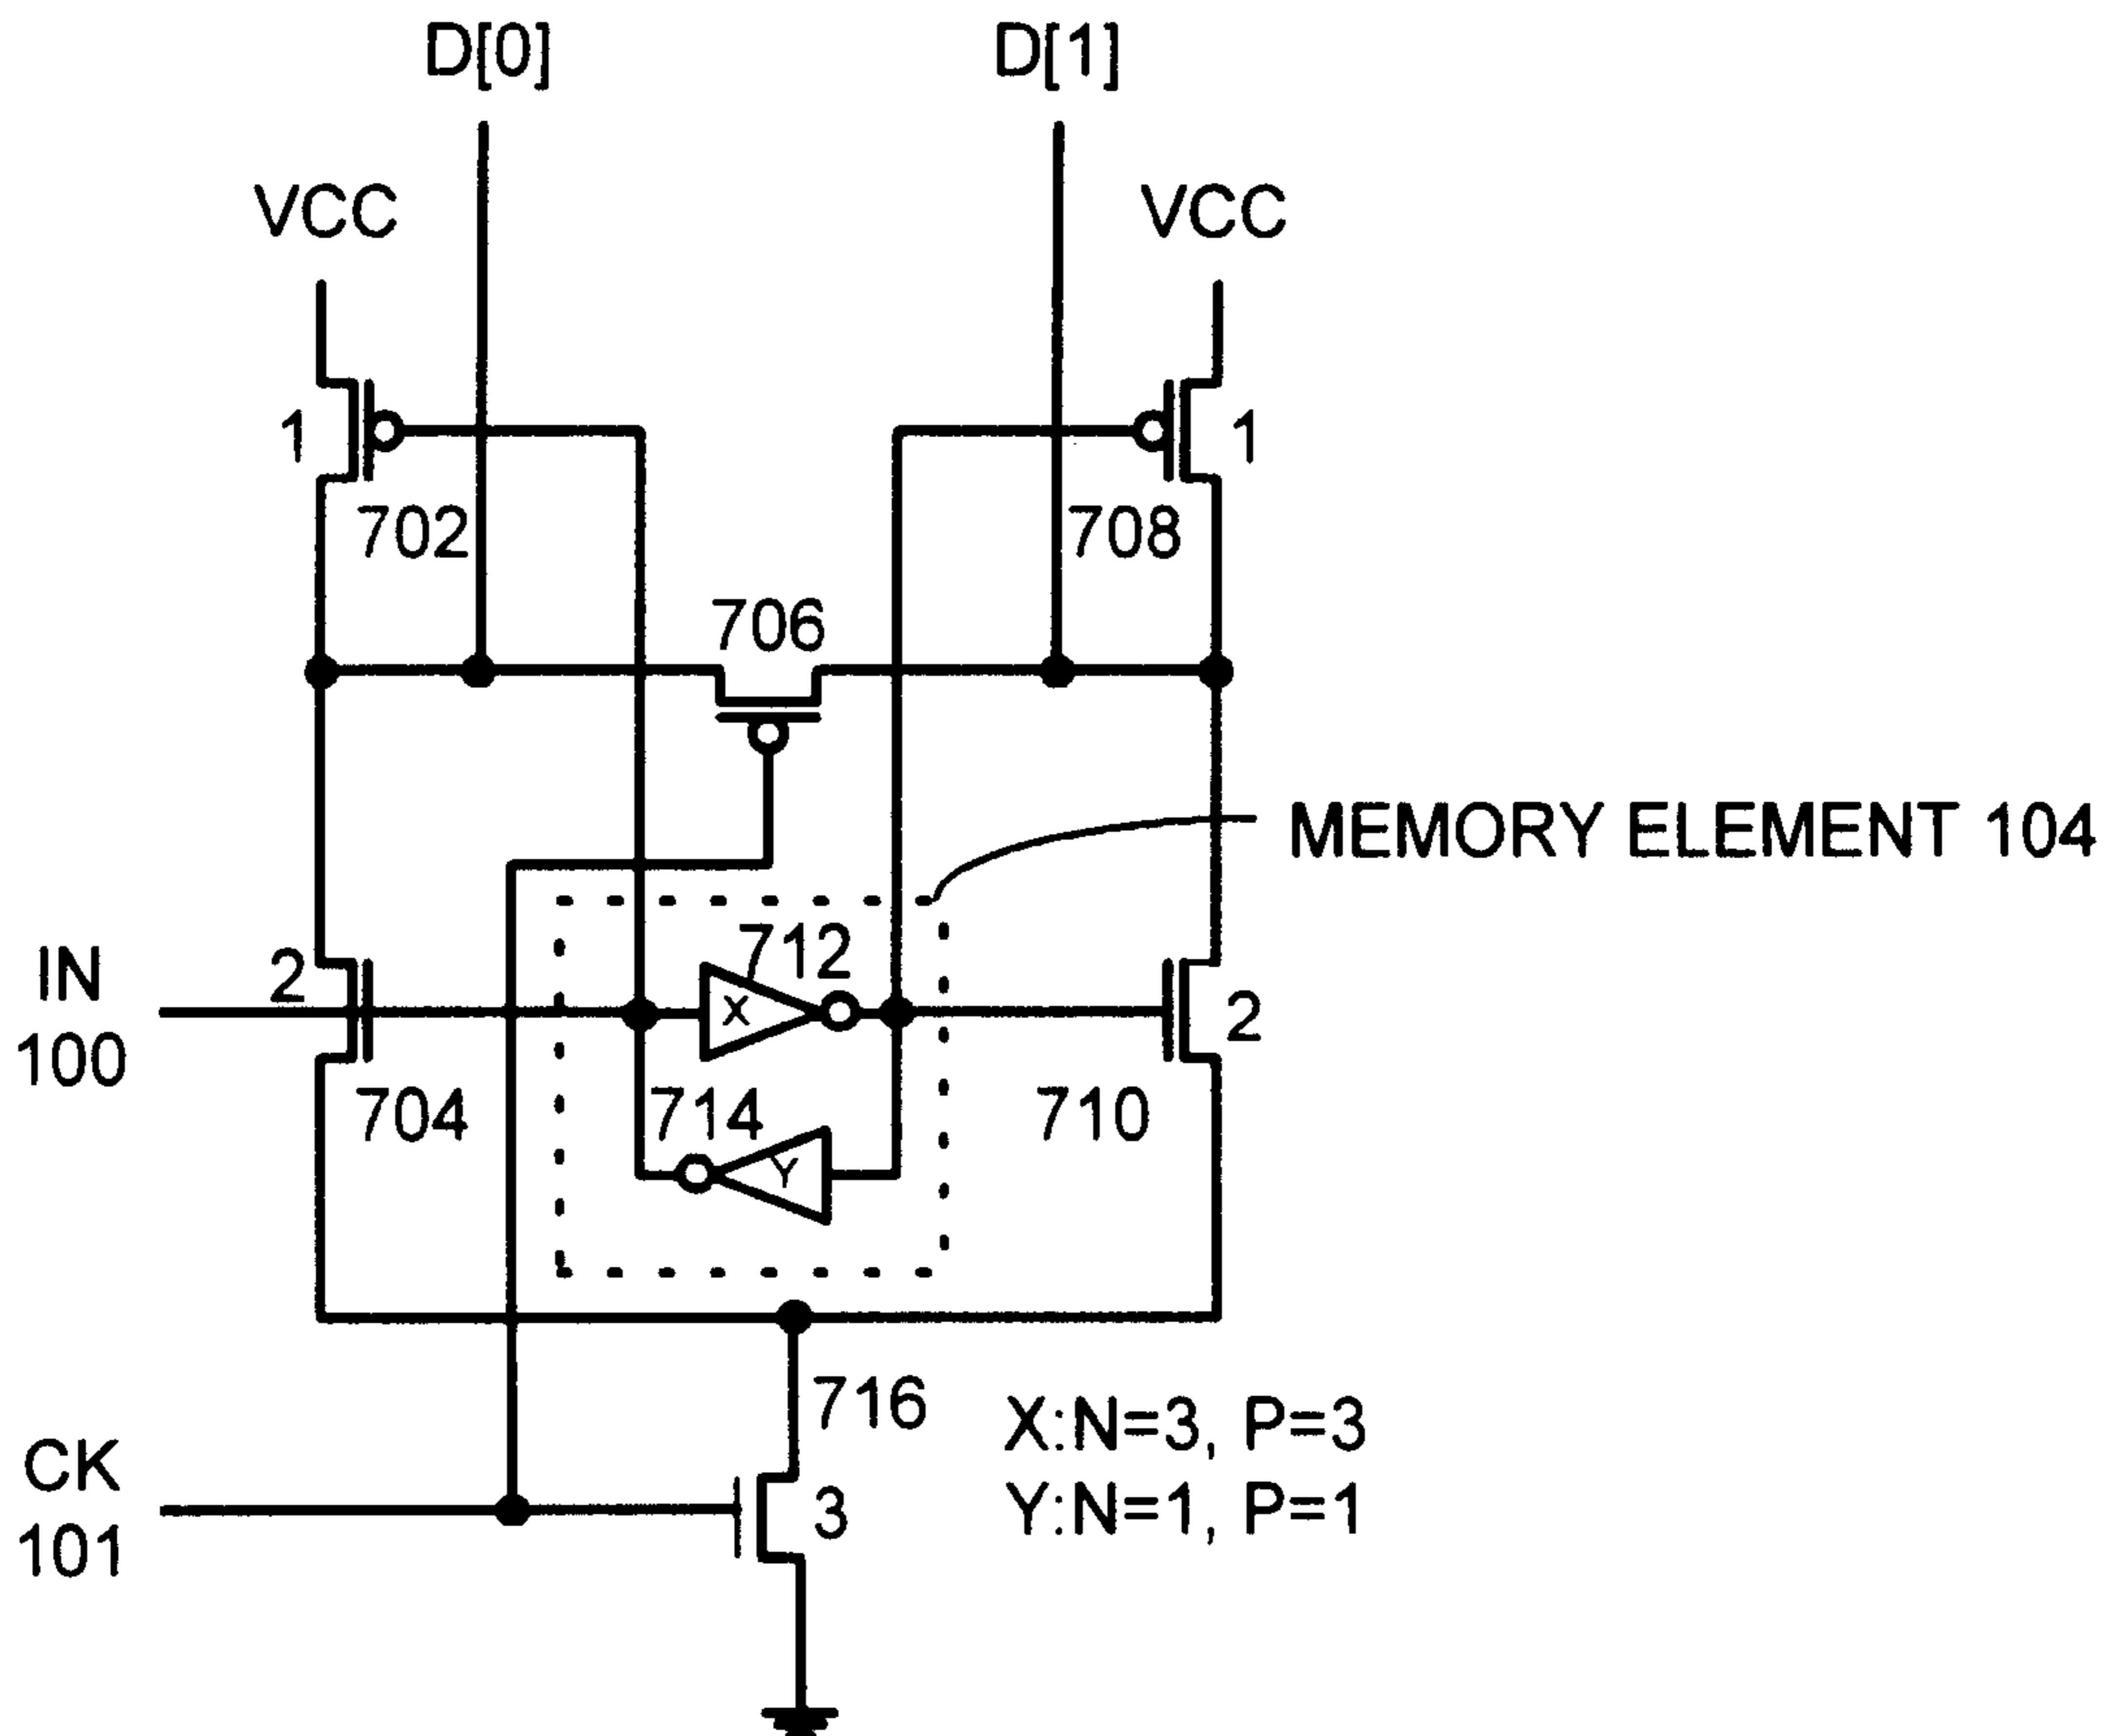 D[0]
D[1]
VCC
VCC
1
1
702
708
706
MEMORY ELEMENT 104
IN
100
2
712
X
2
704
714
710
Y
716
X:N=3, P=3
CK
101
3
Y:N=1, P=1